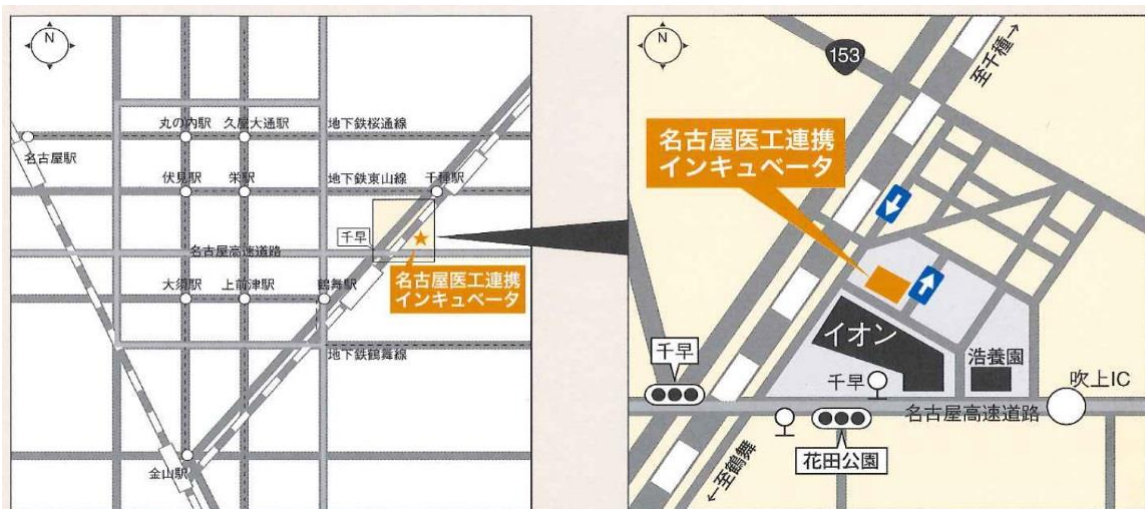 N
丸の内駅
久屋大通駅
地下鉄桜通線
名古屋駅
伏見駅
栄駅
地下鉄東山線
千種駅
千早
名古屋高速道路
名古屋医工連携
インキュベータ
大須駅
上前津駅
鶴舞駅
地下鉄鶴舞線
金山駅
N
153
至千種→
名古屋医工連携
インキュベータ
イオン
千早
浩養園
千早
吹上IC
名古屋高速道路
花田公園
←至鶴舞